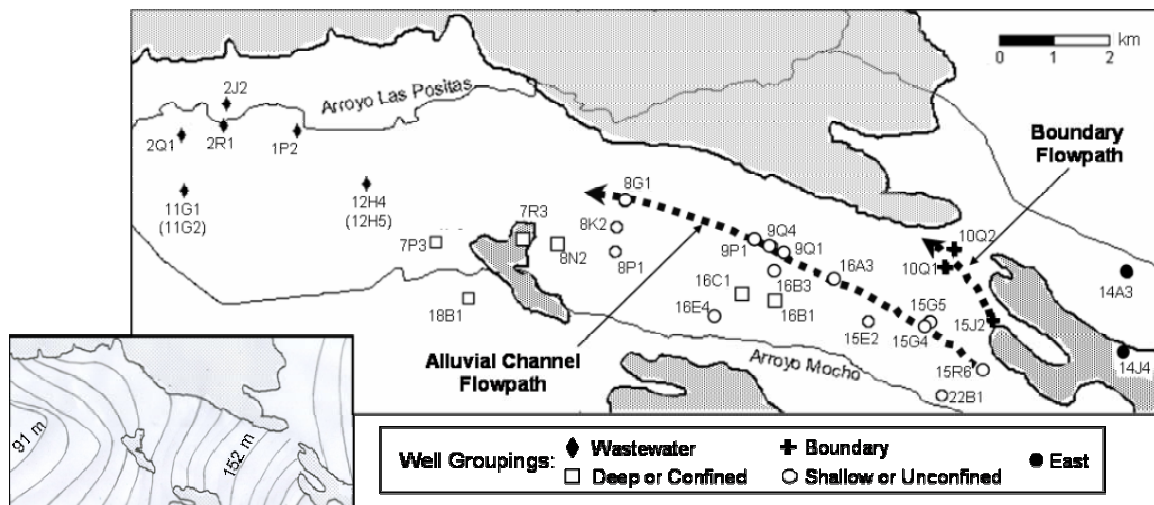 0 1 2 km
2J2
Arroyo Las Positas
2Q1
2R1
1P2
Boundary
Flowpath
11G1
(11G2)
12H4
(12H5)
8G1
7R3
8K2
9Q4
10Q2
7P3
8N2
8P1
9P1
9Q1
10Q1
16C1
16B3
16A3
14A3
18B1
16E4
16B1
15G5
15J2
15E2
15G4
Alluvial Channel
Flowpath
Arroyo Mocho
15R6
14J4
22B1
91 m
152 m
Well Groupings:
Wastewater
Boundary
East
Deep or Confined
Shallow or Unconfined